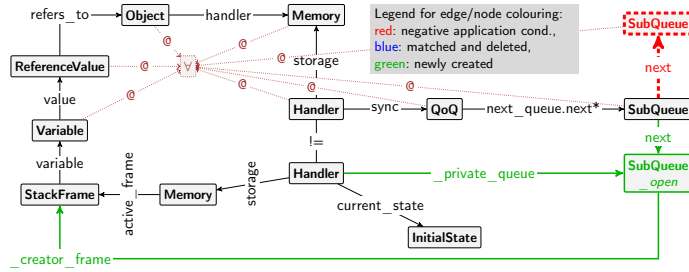 refers_to
Object
handler
Memory
Legend for edge/node colouring:
red: negative application cond.,
blue: matched and deleted,
green: newly created
SubQueue
@
@
@
ReferenceValue
@
∀
@
storage
next
value
@
@
@
@
Handler
sync
QoQ
next_queue.next*
SubQueue
Variable
!=
next
variable
Handler
_private_queue
SubQueue
_open
StackFrame
active_frame
Memory
storage
current_state
InitialState
_creator_frame